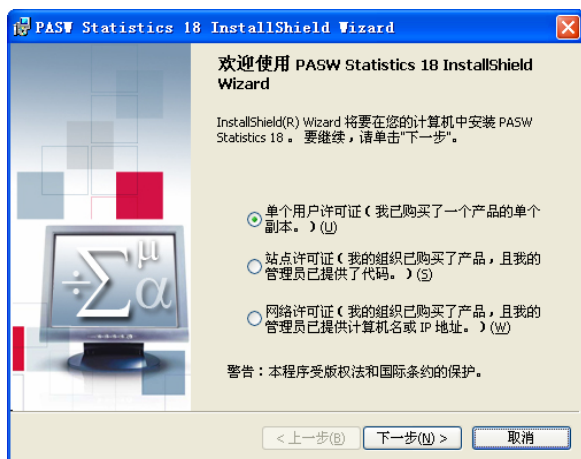 PASW Statistics 18 InstallShield Wizard
欢迎使用 PASW Statistics 18 InstallShield
Wizard
InstallShield(R) Wizard 将要在您的计算机中安装 PASW
Statistics 18 。 要继续，请单击"下一步"。
单个用户许可证(我已购买了一个产品的单个
副本。)(U)
站点许可证(我的组织已购买了产品，且我的
管理员已提供了代码。)(S)
网络许可证(我的组织已购买了产品，且我的
管理员已提供计算机名或 IP 地址。)(W)
÷Σμα
警告：本程序受版权法和国际条约的保护。
<上一步(B)
下一步(N) >
取消